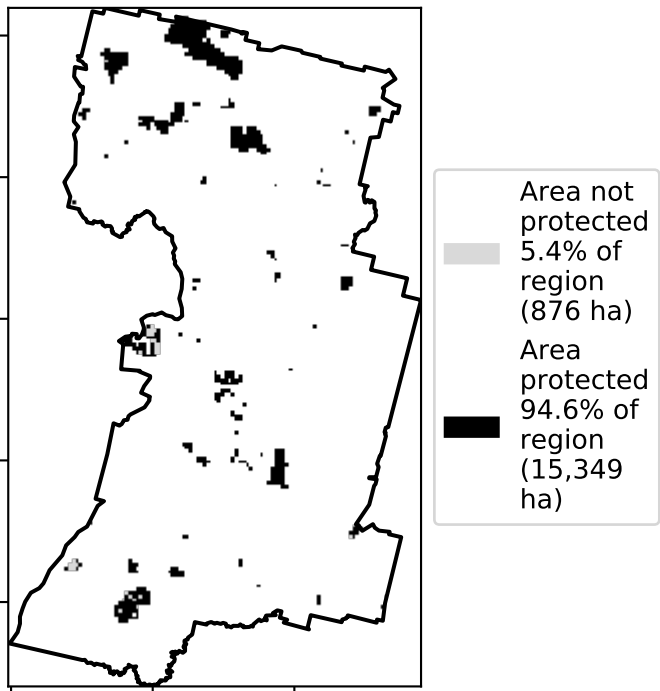 Area not
protected
5.4% of
region
(876 ha)
Area
protected
94.6% of
region
(15,349
ha)